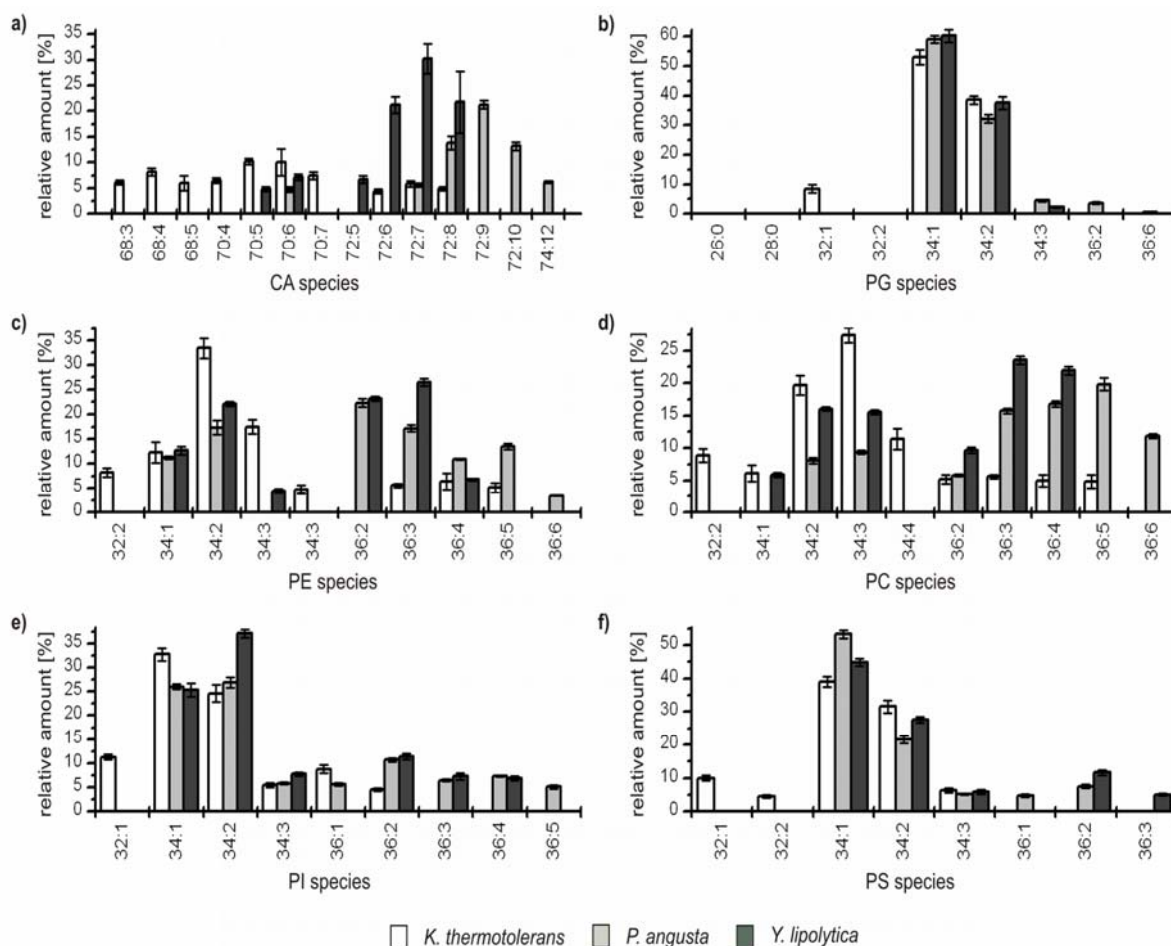 a)
relative amount [%]
35
30
25
20
15
10
5
0
68:3 68:4 68:5 70:4 70:5 70:6 70:7 72:5 72:6 72:7 72:8 72:9 72:10 74:12
CA species
b)
relative amount [%]
60
50
40
30
20
10
0
26:0 28:0 32:1 32:2 34:1 34:2 34:3 36:2 36:6
PG species
c)
relative amount [%]
35
30
25
20
15
10
5
0
32:2 34:1 34:2 34:3 34:3 36:2 36:3 36:4 36:5 36:6
PE species
d)
relative amount [%]
25
20
15
10
5
0
32:2 34:1 34:2 34:3 34:4 36:2 36:3 36:4 36:5 36:6
PC species
e)
relative amount [%]
35
30
25
20
15
10
5
0
32:1 34:1 34:2 34:3 36:1 36:2 36:3 36:4 36:5
PI species
f)
relative amount [%]
50
40
30
20
10
0
32:1 32:2 34:1 34:2 34:3 36:1 36:2 36:3
PS species
K. thermotolerans P. angusta Y. lipolytica